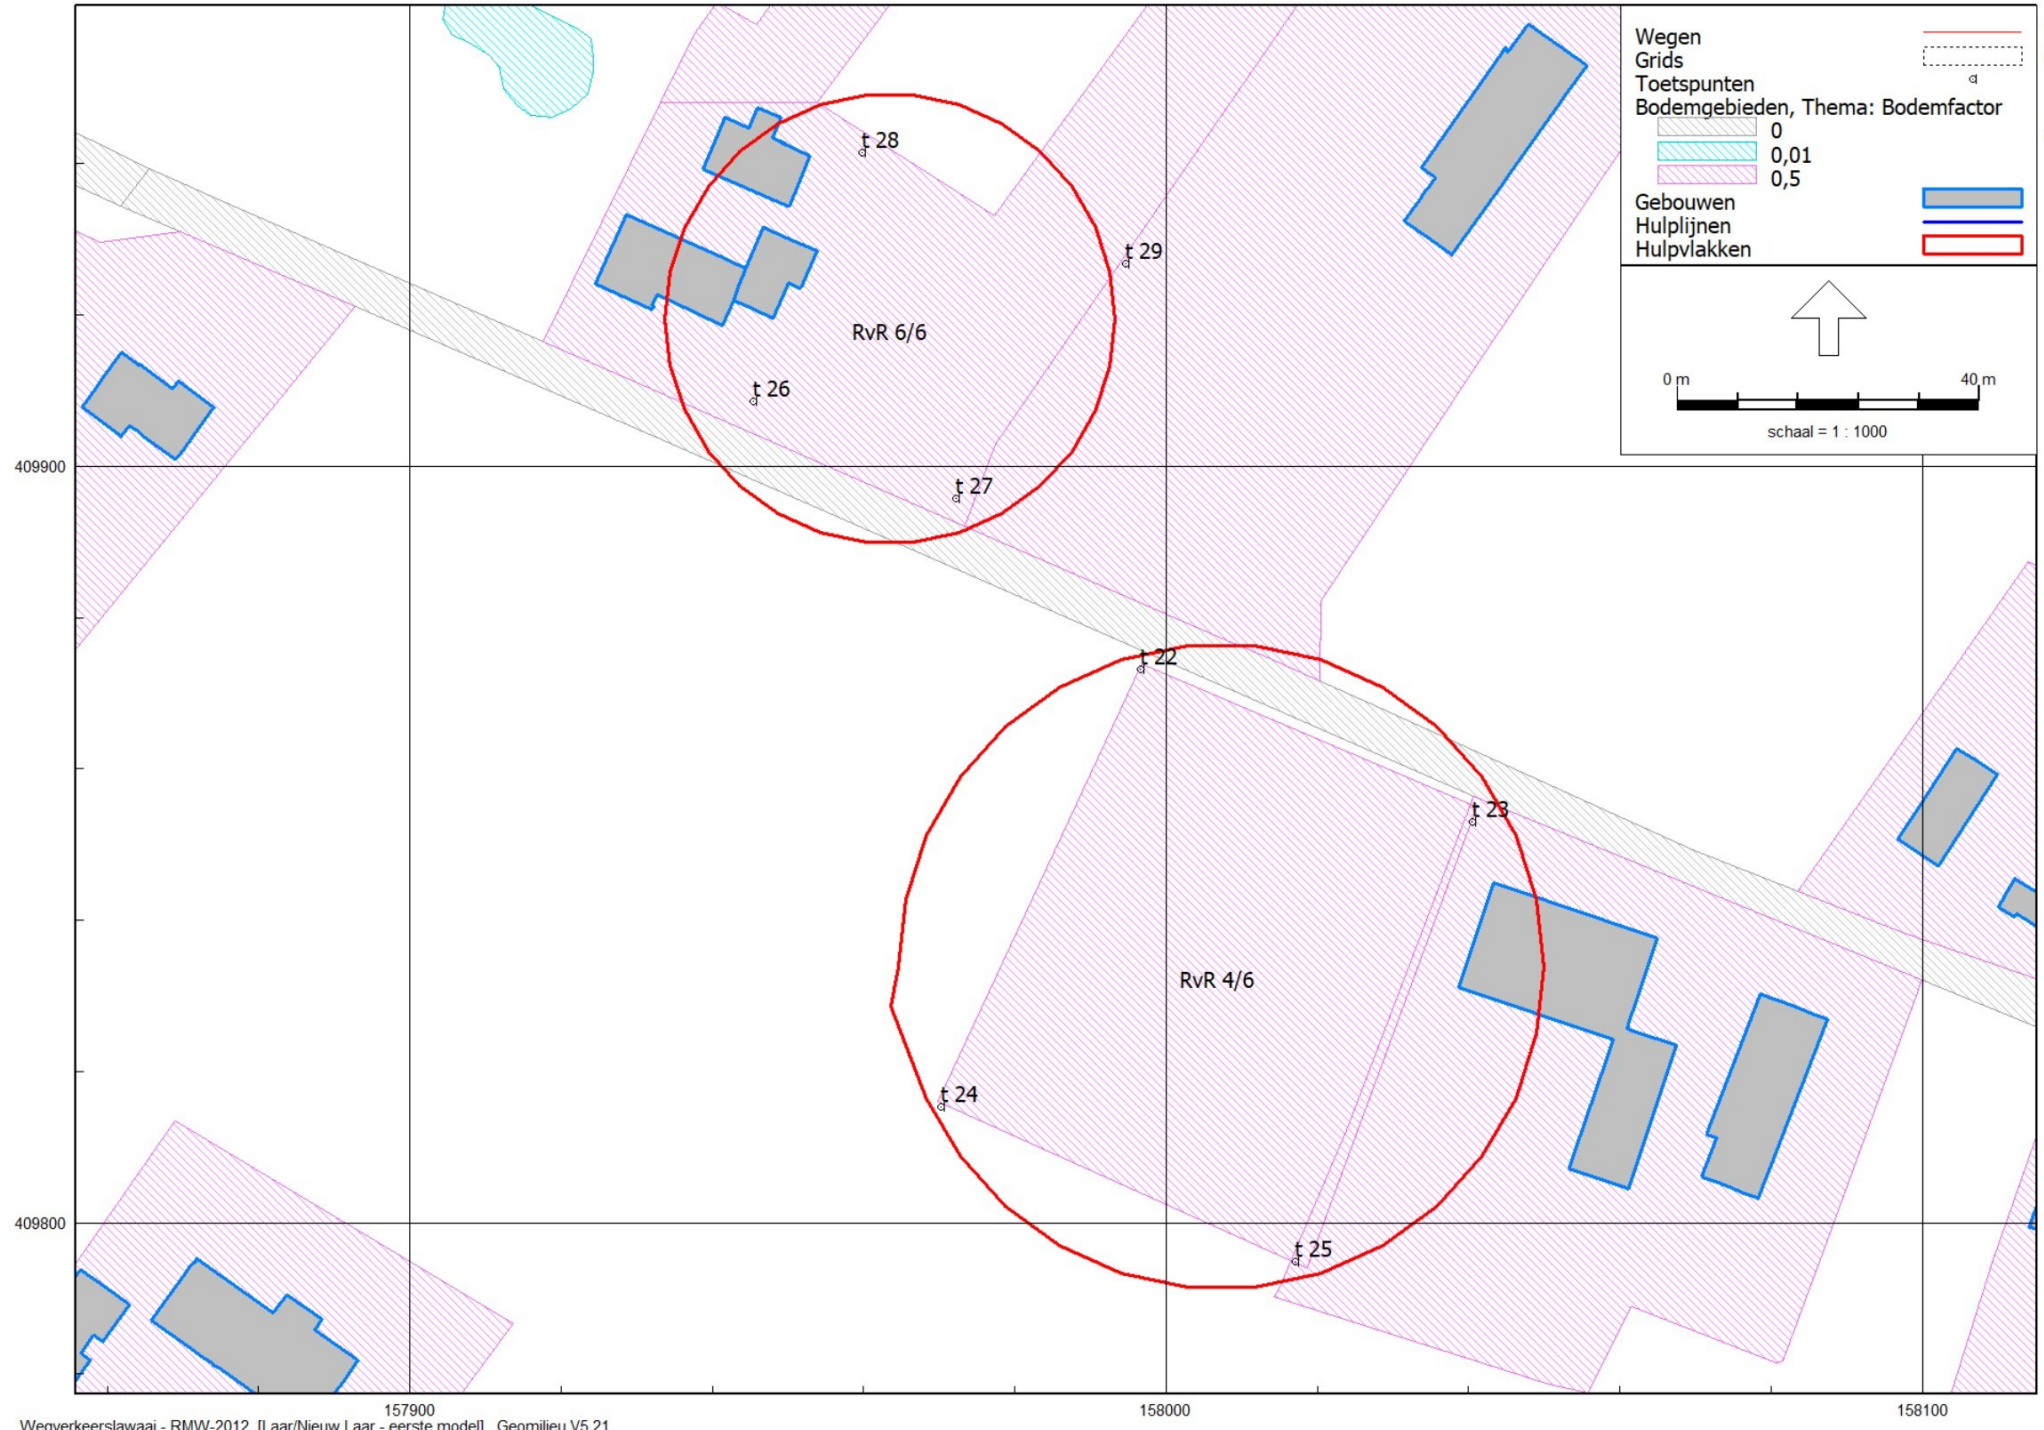 Wegen
Grids
Toetspunten
Bodemgebieden, Thema: Bodemfactor
0
0,01
0,5
Gebouwen
Hulplijnen
Hulpvlakken
0 m 40 m
schaal = 1 : 1000
t 28
t 29
RvR 6/6
t 26
409900
t 27
t 22
t 23
RvR 4/6
t 24
409800
t 25
157900 158000 158100
Wegverkeerslawaai - RMW-2012, [Laar/Nieuw Laar - eerste model] , Geomilieu V5.21